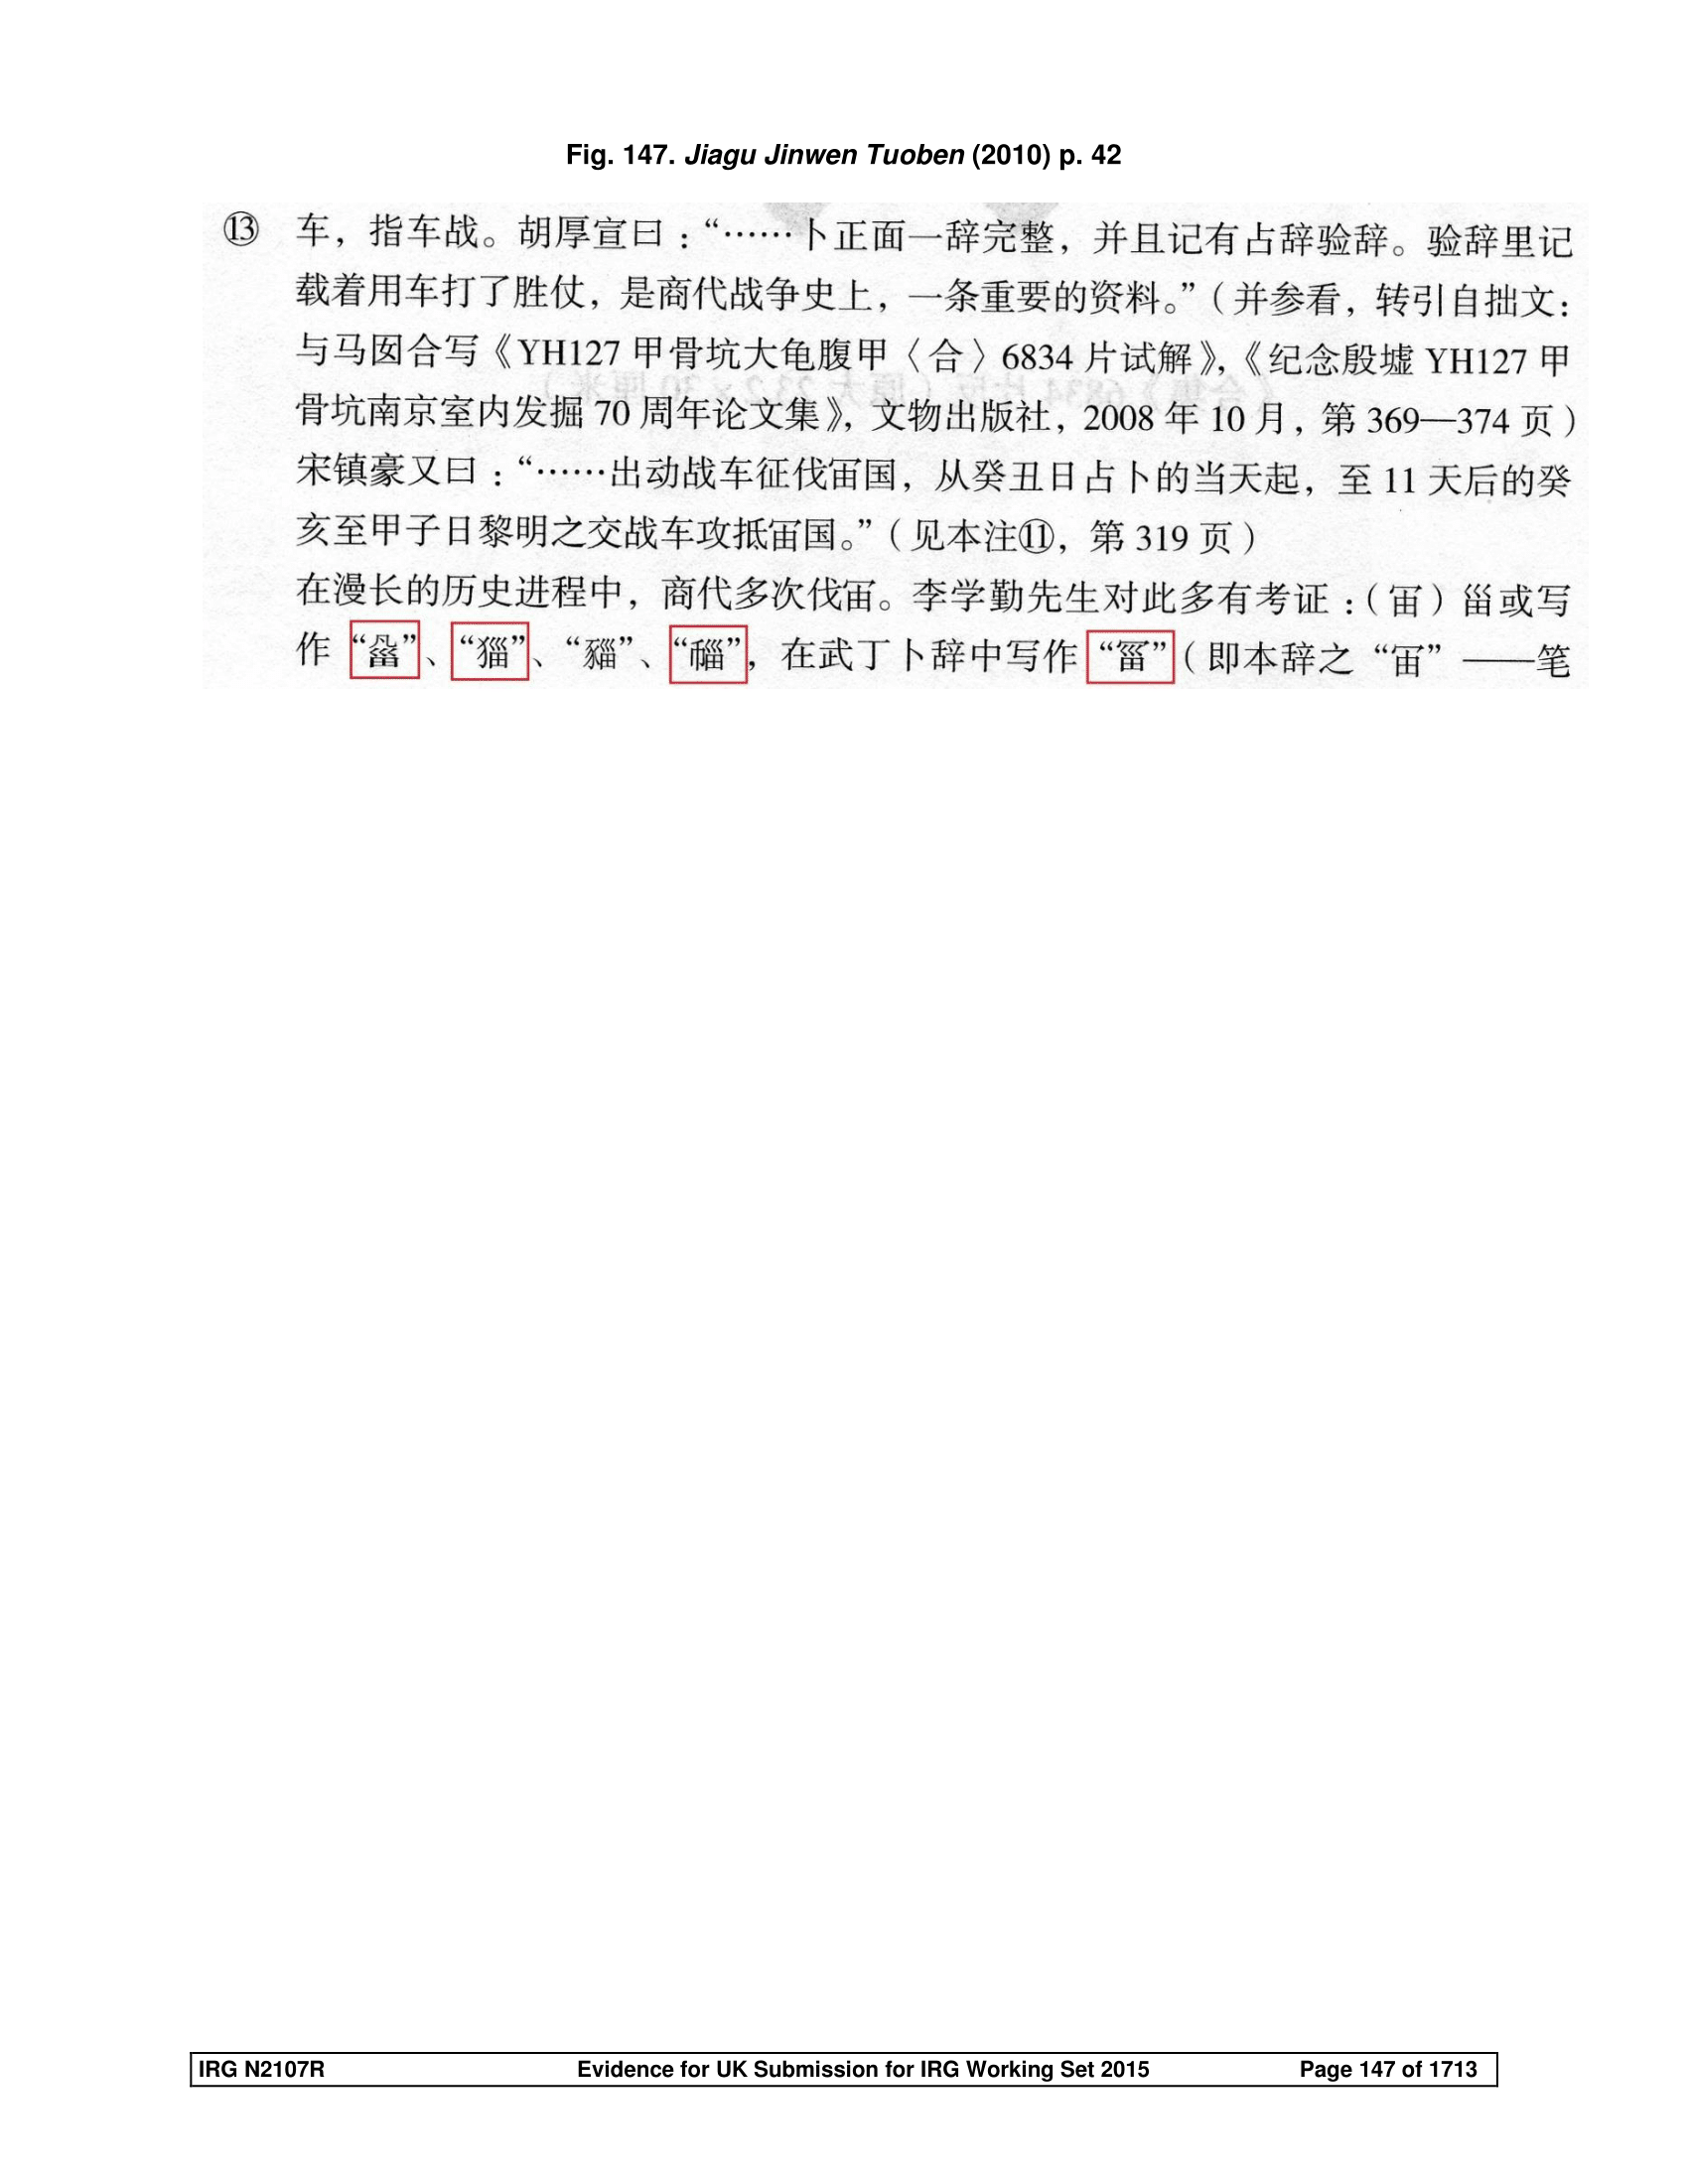 Fig. 147. Jiagu Jinwen Tuoben (2010) p. 42
⑬ 车，指车战。胡厚宣曰：“……卜正面一辞完整，并且记有占辞验辞。验辞里记
载着用车打了胜仗，是商代战争史上，一条重要的资料。”（并参看，转引自拙文：
与马囡合写《YH127 甲骨坑大龟腹甲〈合〉6834 片试解》，《纪念殷墟 YH127 甲
骨坑南京室内发掘 70 周年论文集》，文物出版社，2008 年 10 月，第 369—374 页）
宋镇豪又曰：“……出动战车征伐国，从癸丑日占卜的当天起，至 11 天后的癸
亥至甲子日黎明之交战车攻抵国。”（见本注⑪，第 319 页）
在漫长的历史进程中，商代多次伐。李学勤先生对此多有考证：（）甾或写
作“”、“”、“”、“”，在武丁卜辞中写作“”（即本辞之“”——笔
IRG N2107R Evidence for UK Submission for IRG Working Set 2015 Page 147 of 1713